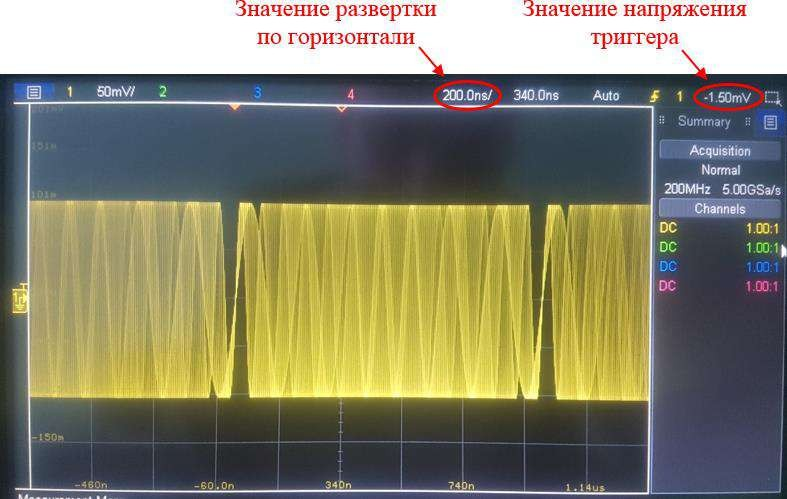 Значение развертки
по горизонтали
Значение напряжения
триггера
1 50mV/ 2 3 4 200.0ns/ 340.0ns Auto 1 -1.50mV
Summary
151m
Acquisition
Normal
101m
200MHz 5.00GSa/s
Channels
DC 1.00:1
DC 1.00:1
DC 1.00:1
DC 1.00:1
-150m
-460n -60.0n 340n 740n 1.14us